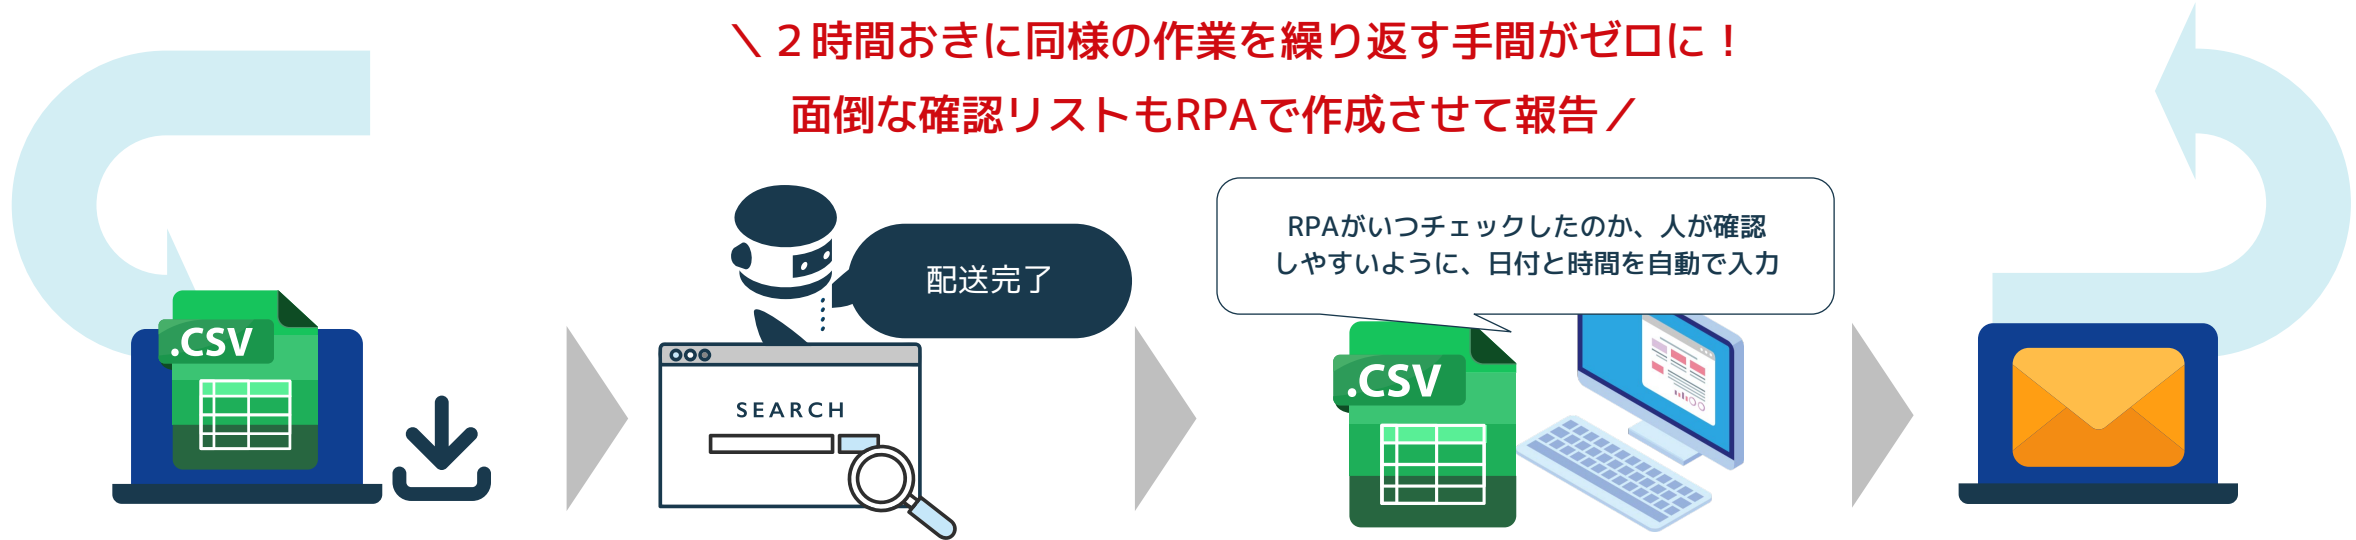 ＼２時間おきに同様の作業を繰り返す手間がゼロに！
面倒な確認リストもRPAで作成させて報告／
.CSV
配送完了
SEARCH
RPAがいつチェックしたのか、人が確認
しやすいように、日付と時間を自動で入力
.CSV